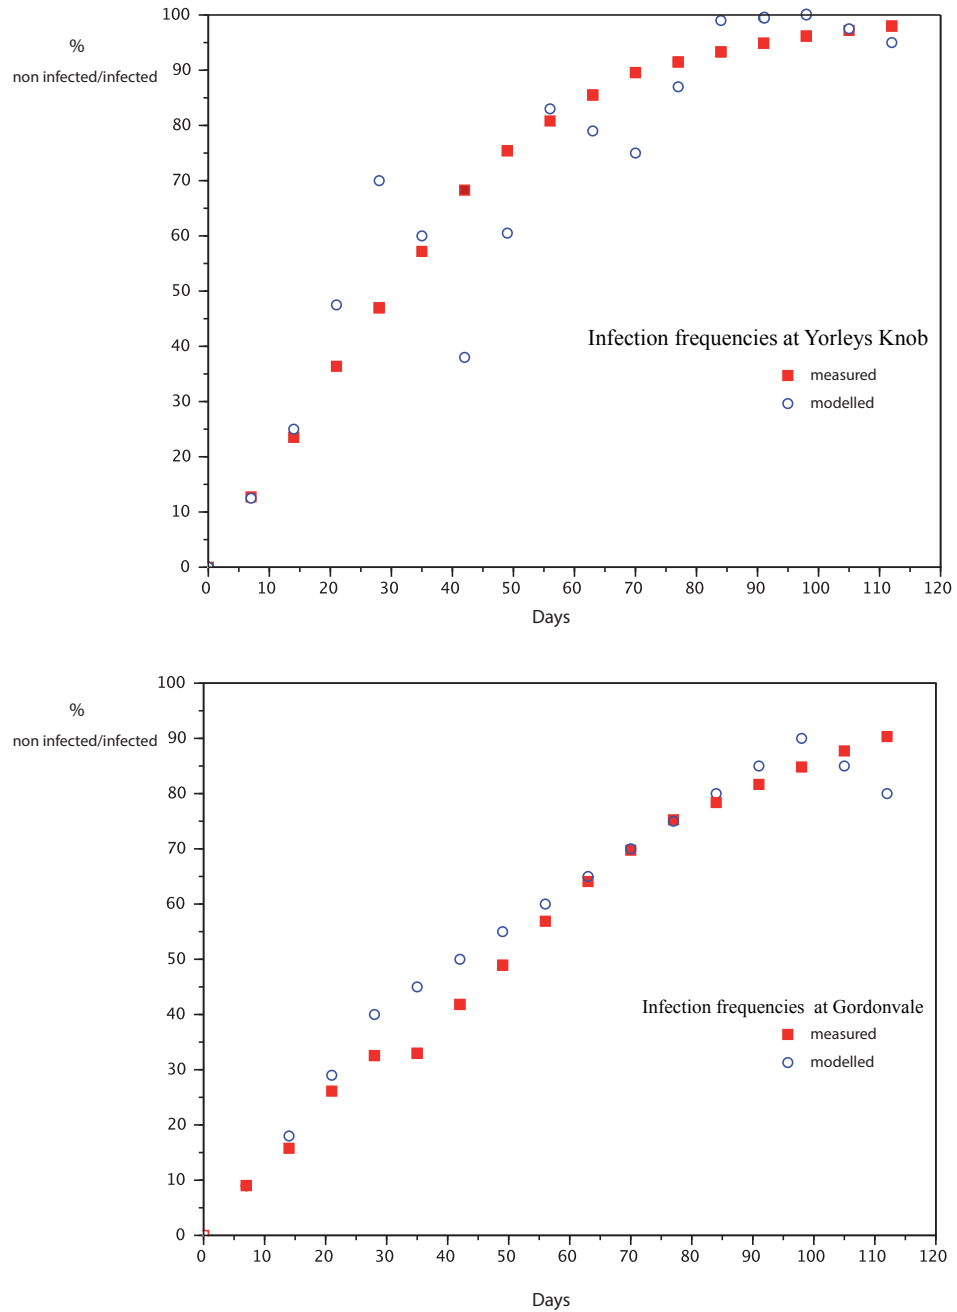 100
%
non infected/infected
90
80
70
60
50
40
30
20
10
0
Infection frequencies at Yorleys Knob
measured
modelled
0 10 20 30 40 50 60 70 80 90 100 110 120
Days
100
%
non infected/infected
90
80
70
60
50
40
30
20
10
0
Infection frequencies at Gordonvale
measured
modelled
0 10 20 30 40 50 60 70 80 90 100 110 120
Days